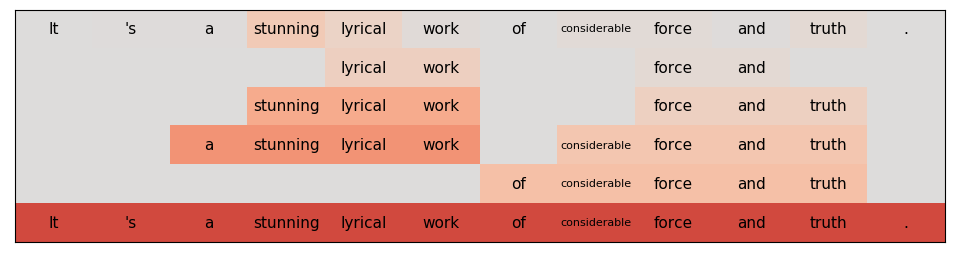 It 's a stunning lyrical work of considerable force and truth .
lyrical work force and
stunning lyrical work force and truth
a stunning lyrical work considerable force and truth
of considerable force and truth
It 's a stunning lyrical work of considerable force and truth .